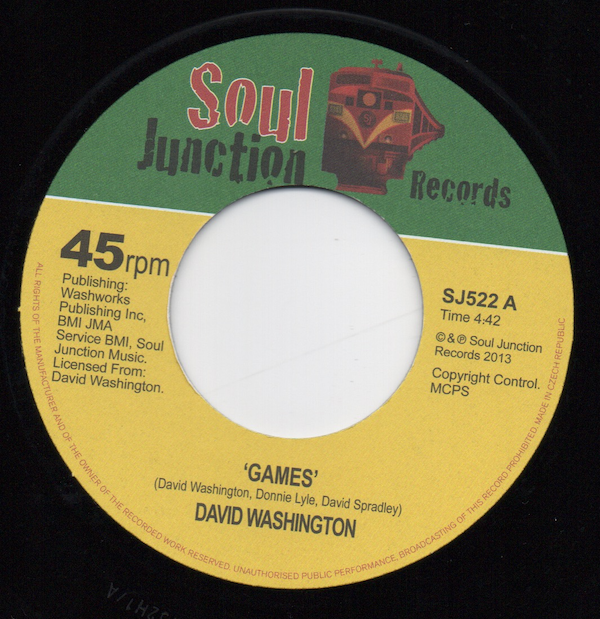 Soul
Junction
Records
45rpm
Publishing:
Washworks
Publishing Inc,
BMI JMA
Service BMI, Soul
Junction Music.
Licensed From:
David Washington.
SJ522 A
Time 4:42
©&℗ Soul Junction
Records 2013
Copyright Control.
MCPS
'GAMES'
(David Washington, Donnie Lyle, David Spradley)
DAVID WASHINGTON
ALL RIGHTS OF THE MANUFACTURER AND OF THE OWNER OF THE RECORDED WORK RESERVED. UNAUTHORISED PUBLIC PERFORMANCE, BROADCASTING OF THIS RECORD PROHIBITED. MADE IN CZECH REPUBLIC